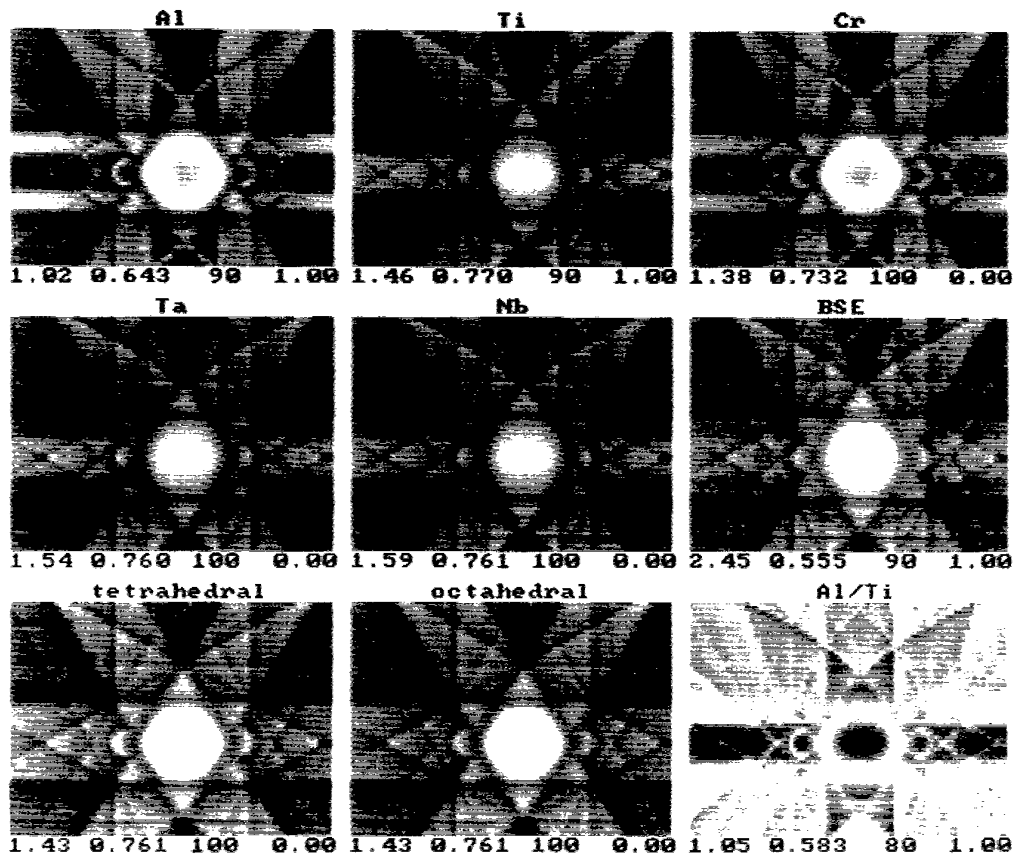 Al Ti Cr
1.02 0.643 90 1.00 1.46 0.770 90 1.00 1.38 0.732 100 0.00
Ta Nb BSE
1.54 0.760 100 0.00 1.59 0.761 100 0.00 2.45 0.555 90 1.00
tetrahedral octahedral Al/Ti
1.43 0.761 100 0.00 1.43 0.761 100 0.00 1.05 0.583 80 1.00